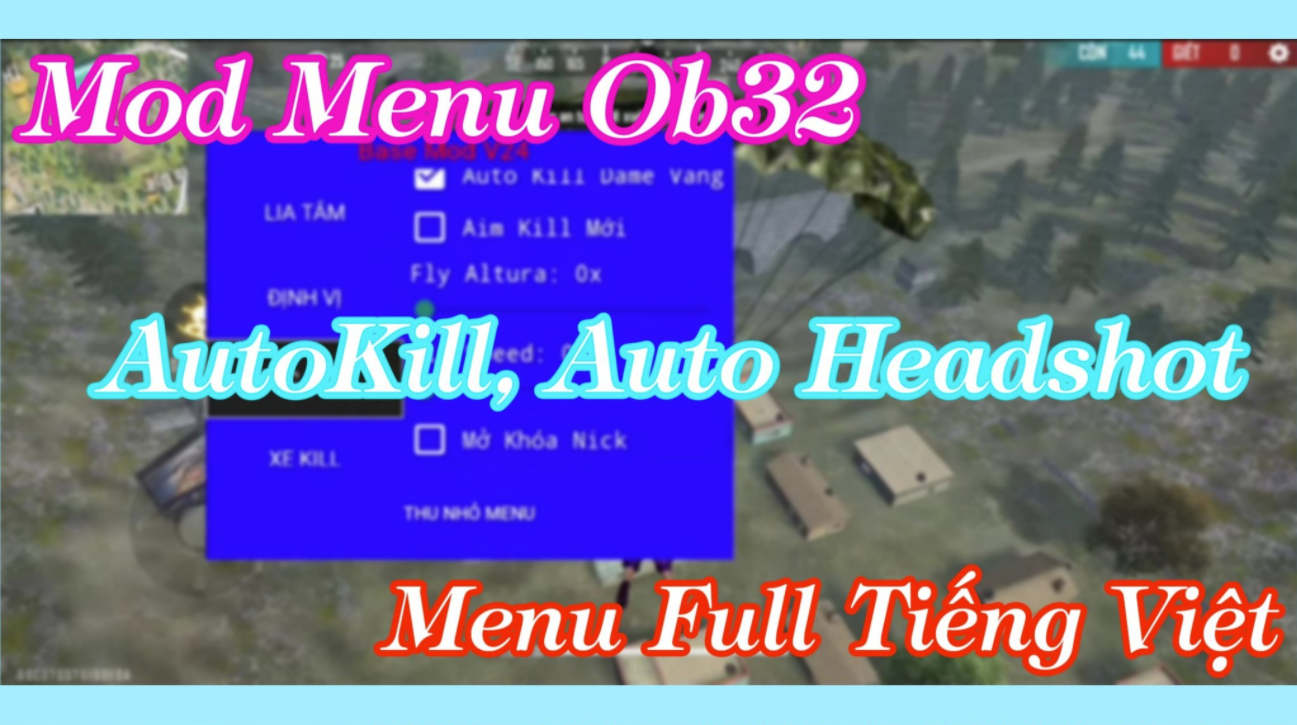 CÒN 44 GIẾT 0
Mod Menu Ob32
Base Mod V24
Auto Kill Dame Vang
LIA TÂM
Aim Kill Mới
Fly Altura: 0x
ĐỊNH VỊ
AutoKill, Auto Headshot
Mở Khóa Nick
XE KILL
THU NHỎ MENU
Menu Full Tiếng Việt